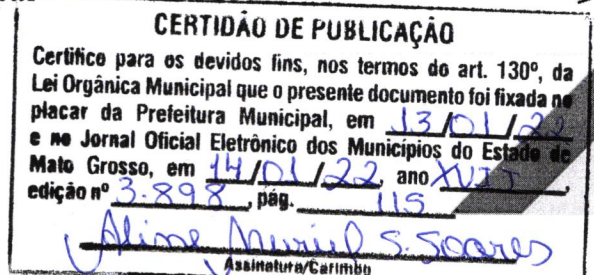 CERTIDÃO DE PUBLICAÇÃO
Certifico para os devidos fins, nos termos do art. 130º, da
Lei Orgânica Municipal que o presente documento foi fixada no
placar da Prefeitura Municipal, em 13/01/22
e no Jornal Oficial Eletrônico dos Municípios do Estado de
Mato Grosso, em 14/01/22, ano XVII,
edição nº 3.898, pág. 115
Aline Muriel S. Soares
Assinatura/Carimbo